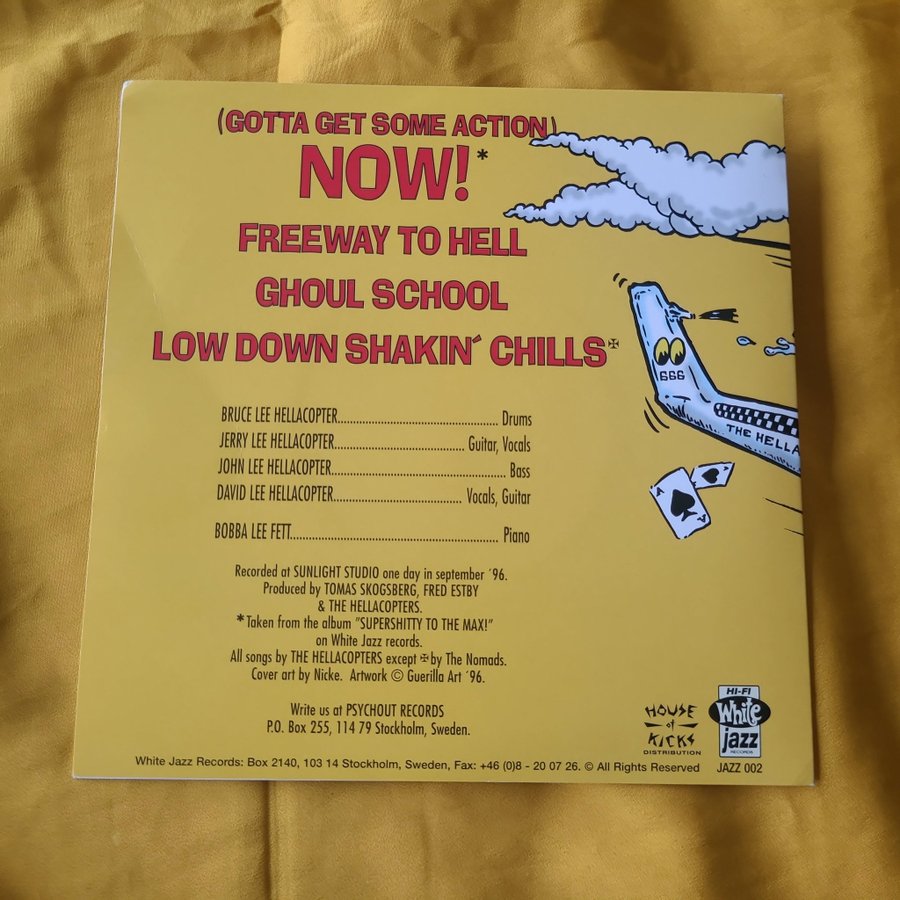 (GOTTA GET SOME ACTION)
NOW!*
FREEWAY TO HELL
GHOUL SCHOOL
LOW DOWN SHAKIN´ CHILLS✠
666
THE HELLA
A
A
BRUCE LEE HELLACOPTER..................................................... Drums
JERRY LEE HELLACOPTER........................................... Guitar, Vocals
JOHN LEE HELLACOPTER......................................................... Bass
DAVID LEE HELLACOPTER.......................................... Vocals, Guitar
BOBBA LEE FETT.................................................................... Piano
Recorded at SUNLIGHT STUDIO one day in september ´96.
Produced by TOMAS SKOGSBERG, FRED ESTBY
& THE HELLACOPTERS.
*Taken from the album "SUPERSHITTY TO THE MAX!"
on White Jazz records.
All songs by THE HELLACOPTERS except ✠ by The Nomads.
Cover art by Nicke. Artwork © Guerilla Art ´96.
Write us at PSYCHOUT RECORDS
P.O. Box 255, 114 79 Stockholm, Sweden.
HOUSE
of
KICKS
DISTRIBUTION
HI-FI
White
jazz
RECORDS
White Jazz Records: Box 2140, 103 14 Stockholm, Sweden, Fax: +46 (0)8 - 20 07 26. © All Rights Reserved JAZZ 002